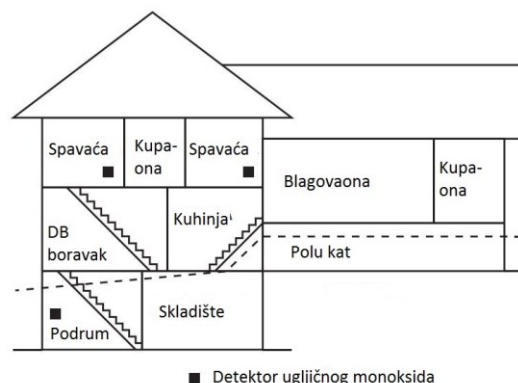 Spavaća
Kupa-
ona
Spavaća
Blagovaona
Kupa-
ona
DB
boravak
Kuhinja
Polu kat
Podrum
Skladište
Detektor ugljičnog monoksida